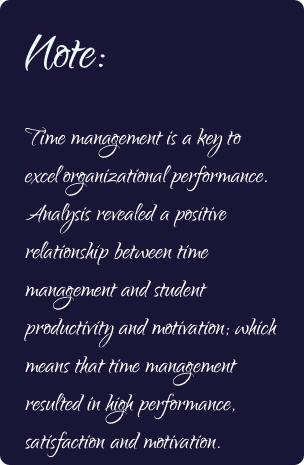 Note:
Time management is a key to
excel organizational performance.
Analysis revealed a positive
relationship between time
management and student
productivity and motivation; which
means that time management
resulted in high performance,
satisfaction and motivation.